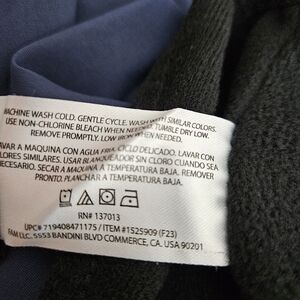 MACHINE WASH COLD. GENTLE CYCLE. WASH WITH SIMILAR COLORS.
USE NON-CHLORINE BLEACH WHEN NEEDED. TUMBLE DRY LOW.
REMOVE PROMPTLY. LOW IRON WHEN NEEDED.
LAVAR A MAQUINA CON AGUA FRIA. CICLO DELICADO. LAVAR CON
COLORES SIMILARES. USAR BLANQUEADOR SIN CLORO CUANDO SEA
NECESARIO. SECAR A MAQUINA A TEMPERATURA BAJA.
PRONTO. PLANCHAR A TEMPERATURA BAJA.
RN# 137013
UPC# 719408471175 / ITEM #1525909 (F23)
FAM LLC. 5553 BANDINI BLVD COMMERCE, CA. USA 90201